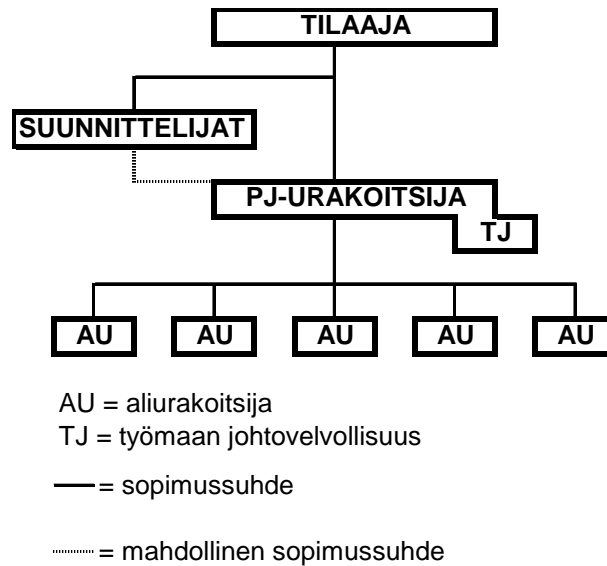 TILAAJA
SUUNNITTELIJAT
PJ-URAKOITSIJA
TJ
AU AU AU AU AU
AU = aliurakoitsija
TJ = työmaan johtovelvollisuus
= sopimussuhde
= mahdollinen sopimussuhde